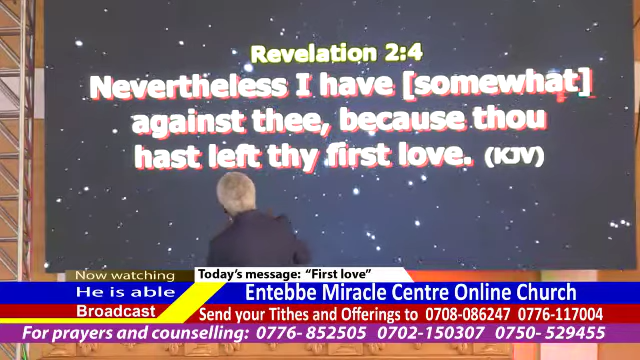 Revelation 2:4
Nevertheless I have [somewhat]
against thee, because thou
hast left thy first love. (KJV)
Now watching
Today's message: "First love"
He is able
Entebbe Miracle Centre Online Church
Broadcast
Send your Tithes and Offerings to 0708-086247 0776-117004
For prayers and counselling: 0776- 852505 0702-150307 0750- 529455